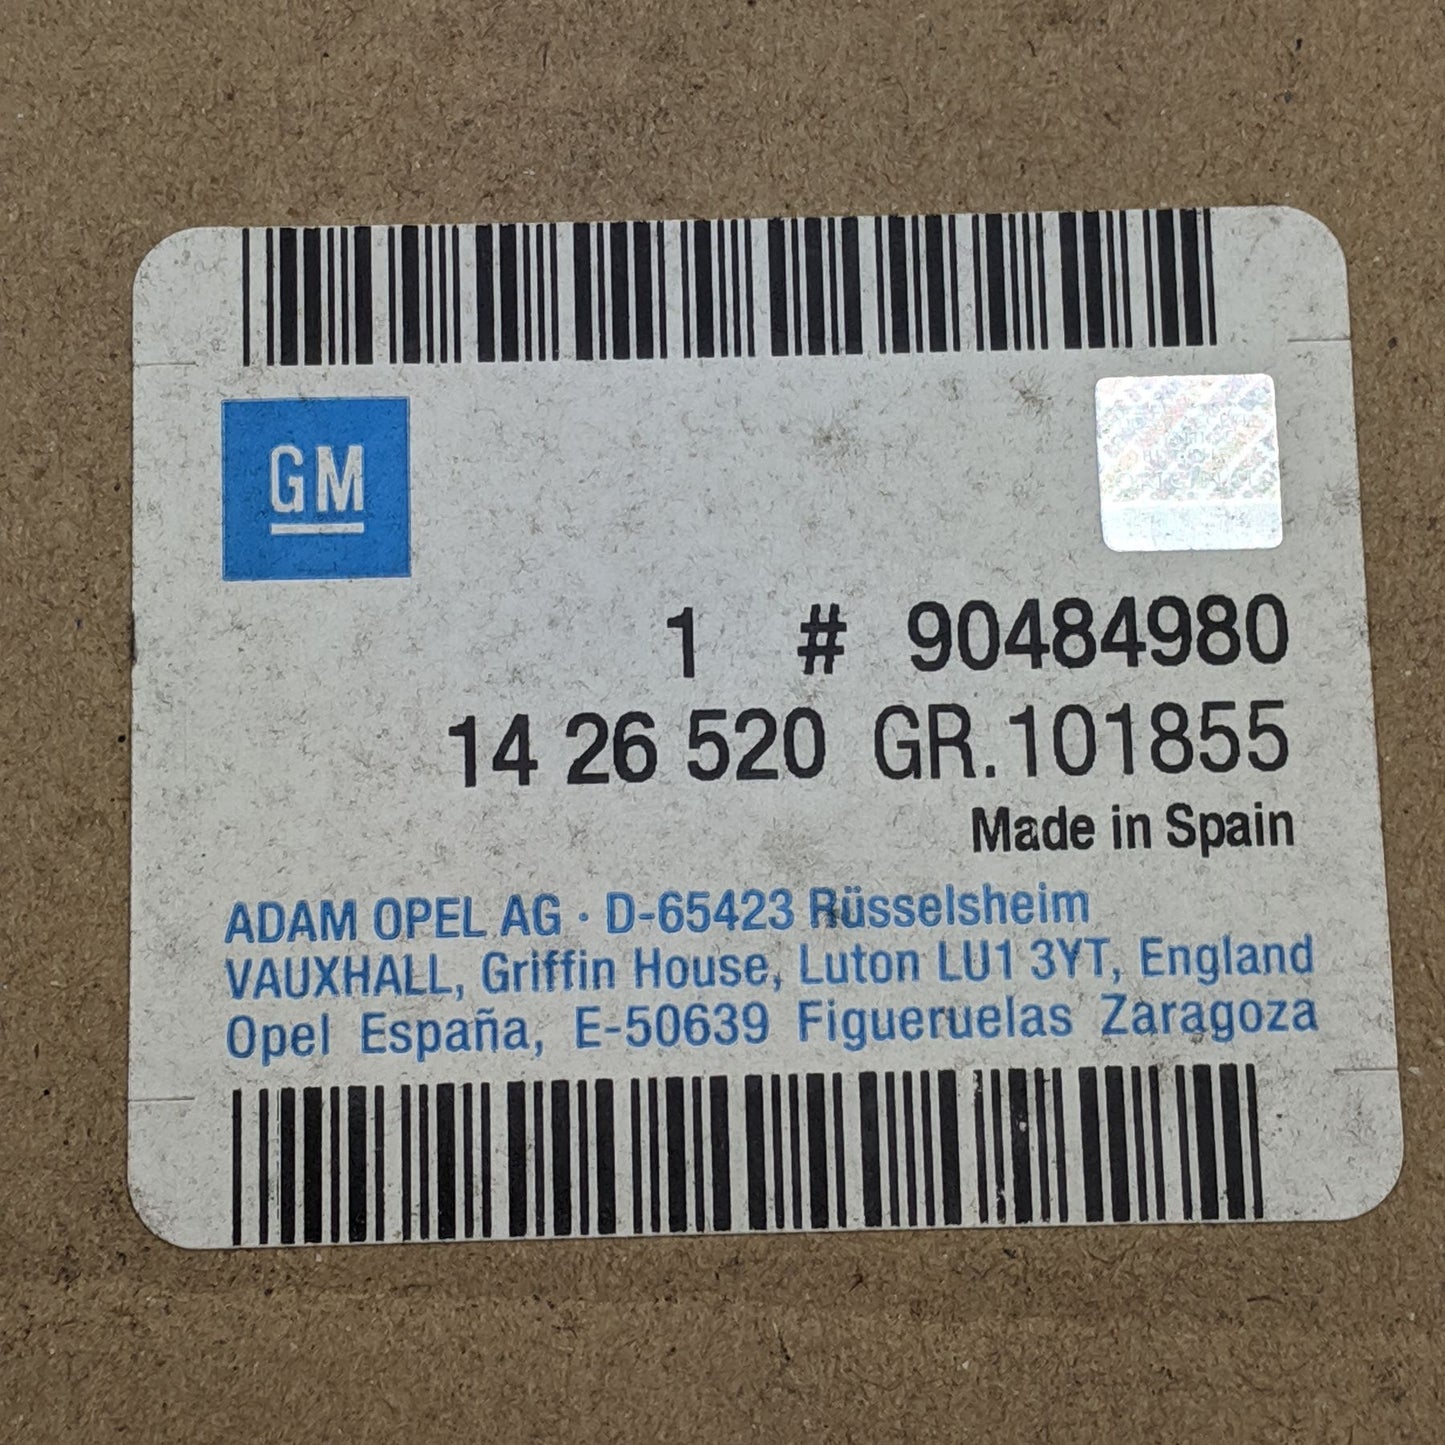 GM
1 # 90484980
14 26 520 GR.101855
Made in Spain
ADAM OPEL AG · D-65423 Rüsselsheim
VAUXHALL, Griffin House, Luton LU1 3YT, England
Opel España, E-50639 Figueruelas Zaragoza